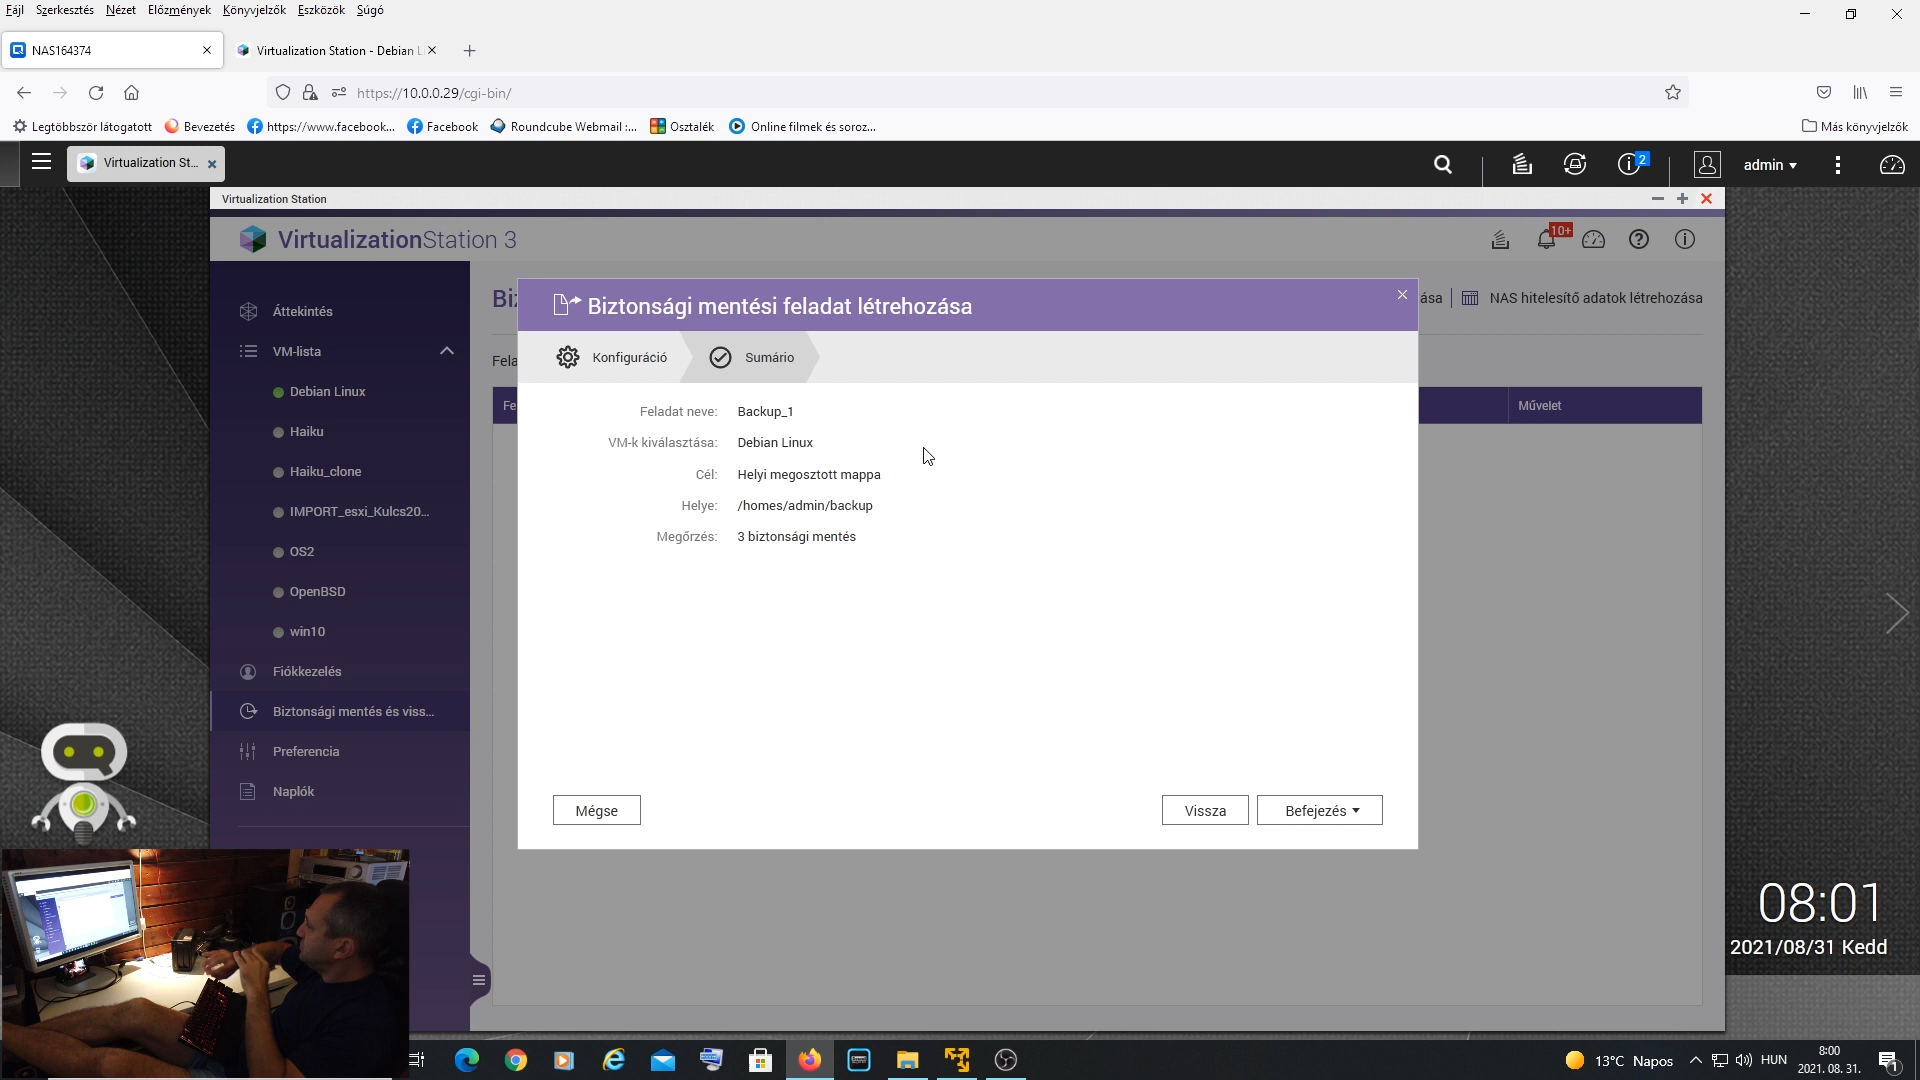 Fájl Szerkesztés Nézet Előzmények Könyvjelzők Eszközök Súgó
NAS164374
Virtualization Station - Debian L
https://10.0.0.29/cgi-bin/
Legtöbbször látogatott Bevezetés https://www.facebook... Facebook Roundcube Webmail :... Osztalék Online filmek és soroz... Más könyvjelzők
Virtualization St...
2
admin
Virtualization Station
VirtualizationStation 3
10+
Áttekintés
VM-lista
Debian Linux
Haiku
Haiku_clone
IMPORT_esxi_Kulcs20...
OS2
OpenBSD
win10
Fiókkezelés
Biztonsági mentés és viss...
Preferencia
Naplók
Biz
ása
NAS hitelesítő adatok létrehozása
Fela
Fe
Művelet
Biztonsági mentési feladat létrehozása
Konfiguráció Sumário
Feladat neve: Backup_1
VM-k kiválasztása: Debian Linux
Cél: Helyi megosztott mappa
Helye: /homes/admin/backup
Megőrzés: 3 biztonsági mentés
Mégse Vissza Befejezés
08:01
2021/08/31 Kedd
13°C Napos
HUN
8:00
2021. 08. 31.
1